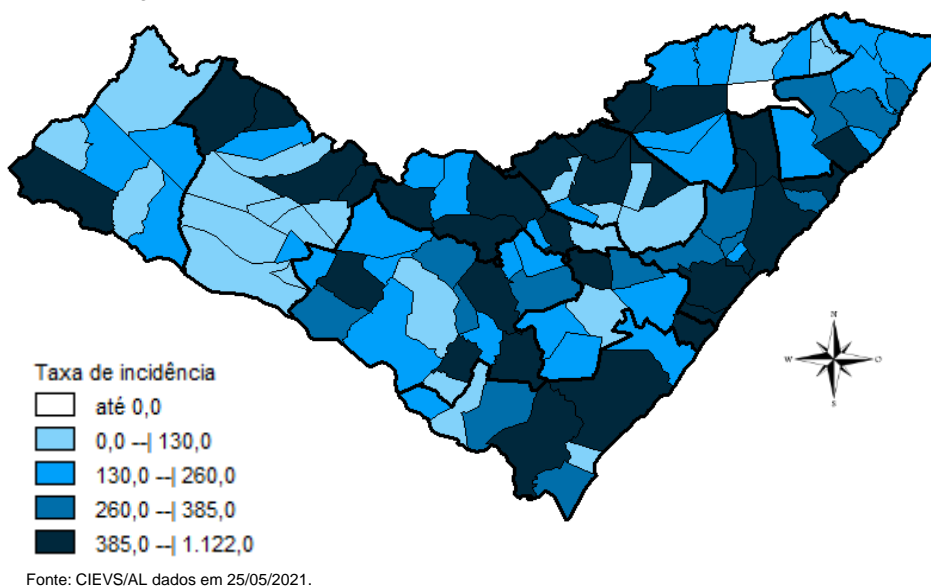 N
W
O
S
Taxa de incidência
até 0,0
0,0 --| 130,0
130,0 --| 260,0
260,0 --| 385,0
385,0 --| 1.122,0
Fonte: CIEVS/AL dados em 25/05/2021.